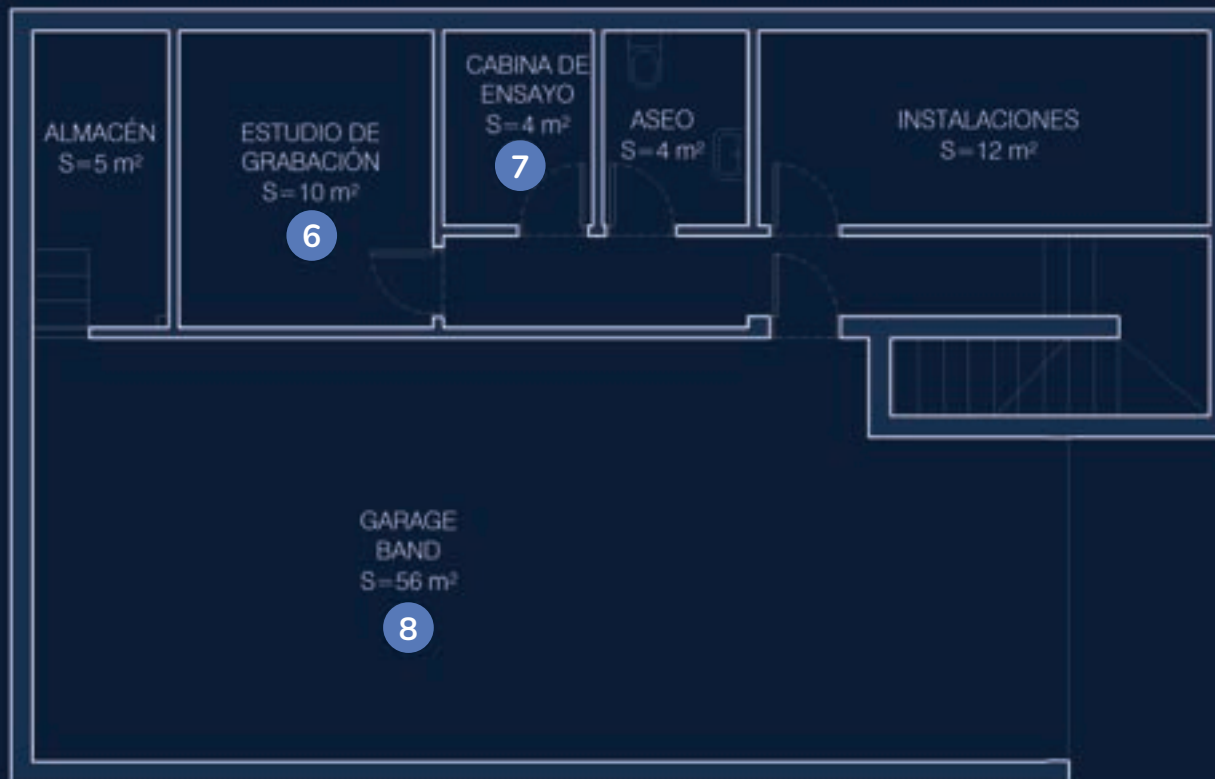 ALMACÉN
S=5 m²
ESTUDIO DE
GRABACIÓN
S=10 m²
6
CABINA DE
ENSAYO
S=4 m²
7
ASEO
S=4 m²
INSTALACIONES
S=12 m²
GARAGE
BAND
S=56 m²
8